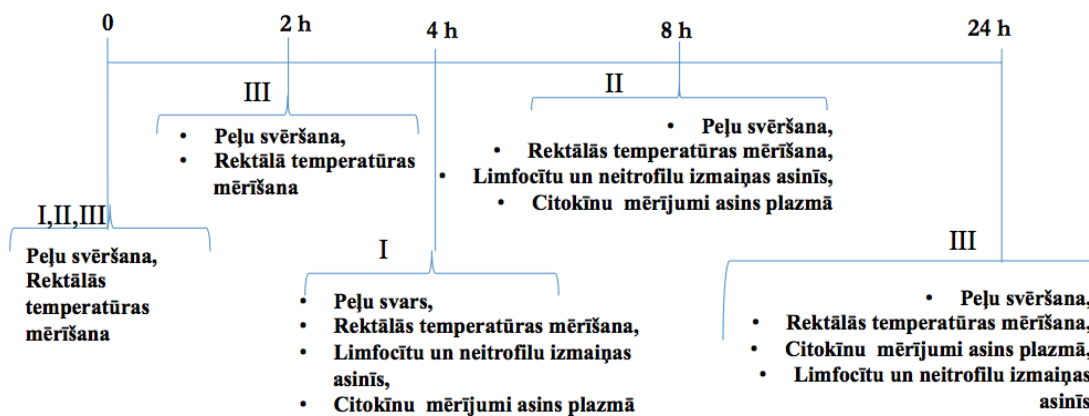 0
2 h
4 h
8 h
24 h
III
• Peļu svēršana,
• Rektālā temperatūras
mērīšana
II
• Peļu svēršana,
• Rektālās temperatūras mērīšana,
• Limfocītu un neitrofilu izmaiņas asinīs,
• Citokīnu mērījumi asins plazmā
I,II,III
Peļu svēršana,
Rektālās
temperatūras
mērīšana
I
• Peļu svars,
• Rektālās temperatūras mērīšana,
• Limfocītu un neitrofilu izmaiņas
asinīs,
• Citokīnu mērījumi asins plazmā
III
• Peļu svēršana,
• Rektālās temperatūras mērīšana,
• Citokīnu mērījumi asins plazmā,
• Limfocītu un neitrofilu izmaiņas
asinīs